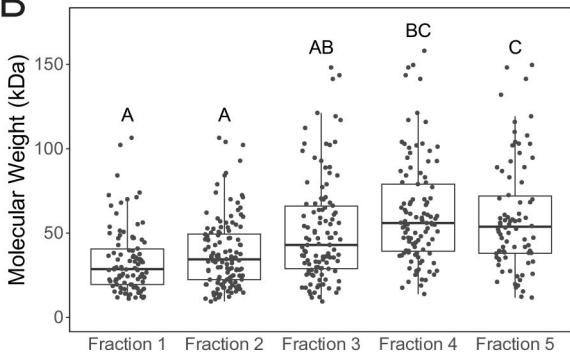 B
BC
AB
C
A
A
150
100
50
0
Molecular Weight (kDa)
Fraction 1
Fraction 2
Fraction 3
Fraction 4
Fraction 5